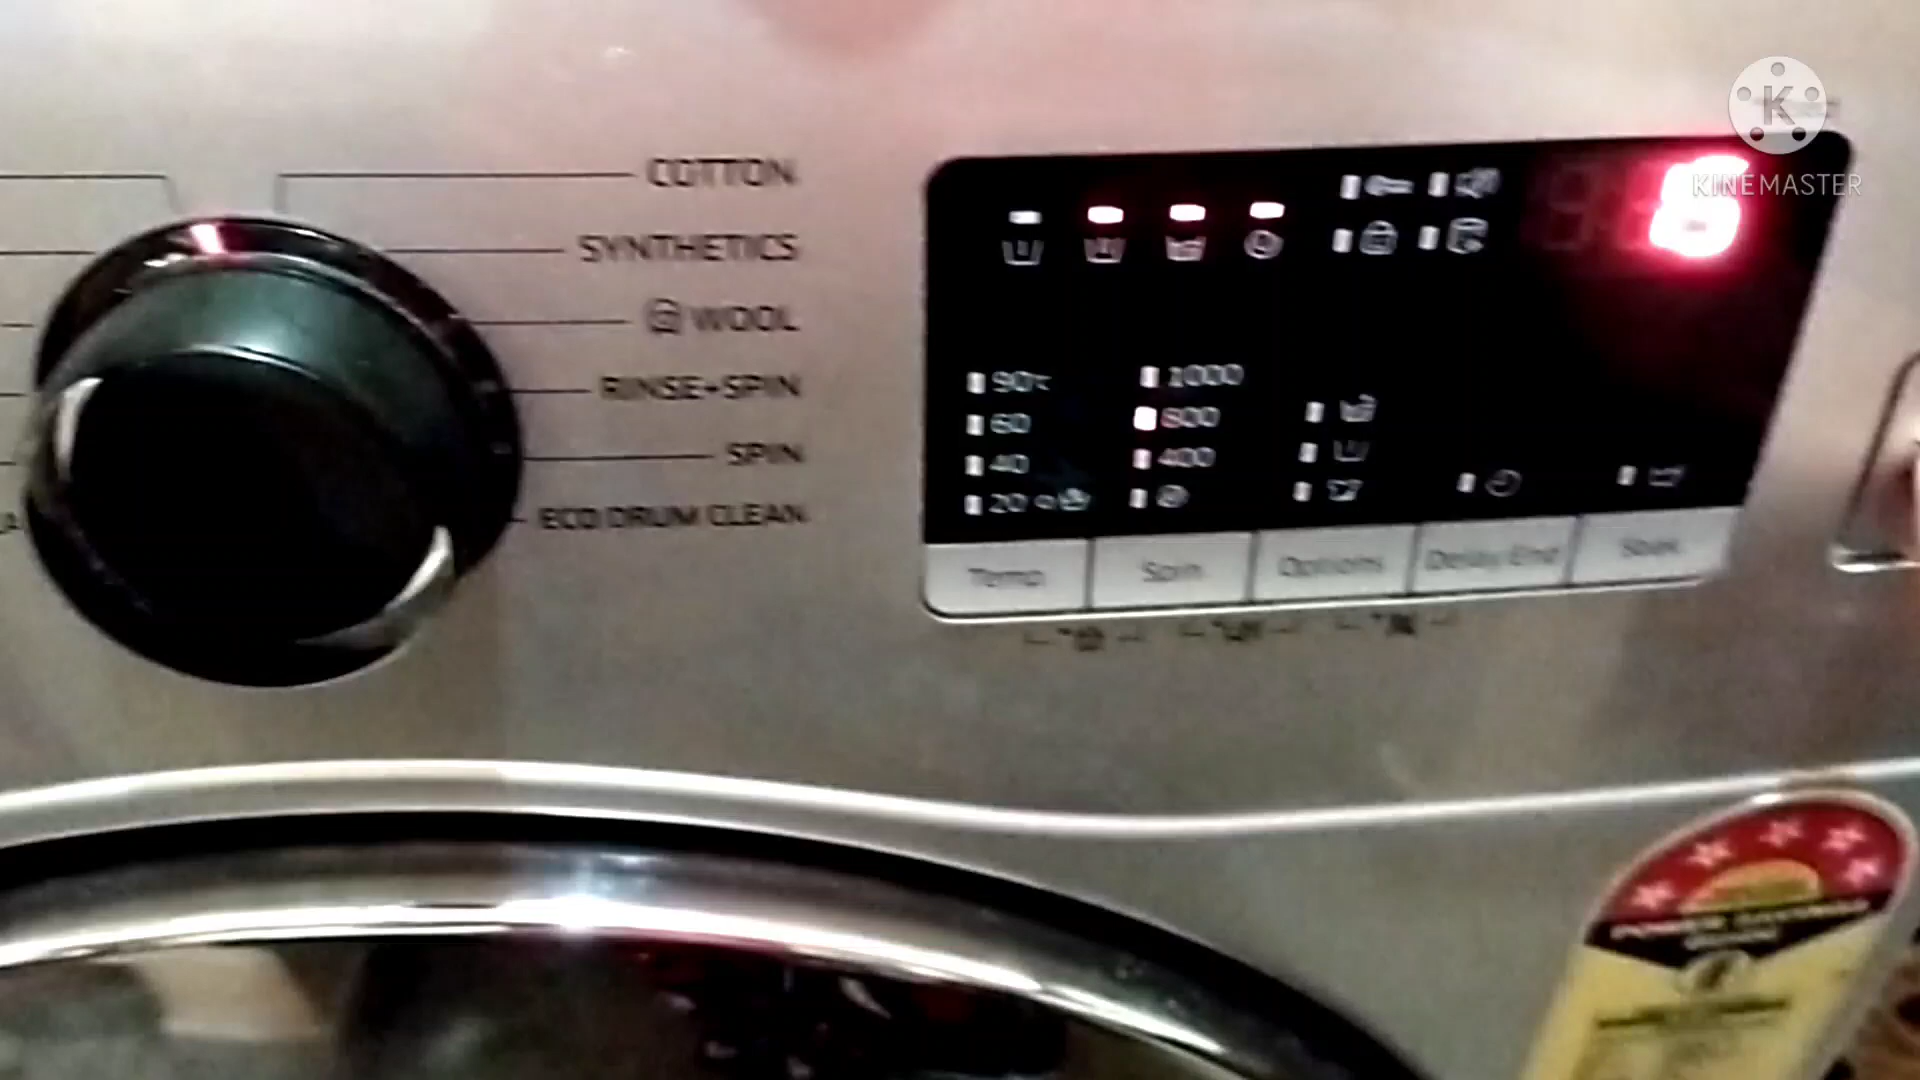 KINEMASTER
COTTON
SYNTHETICS
WOOL
RINSE+SPIN
SPIN
ECO DRUM CLEAN
90°c
60
40
20
1000
800
400
Temp
Spin
Options
Delay End
Soak